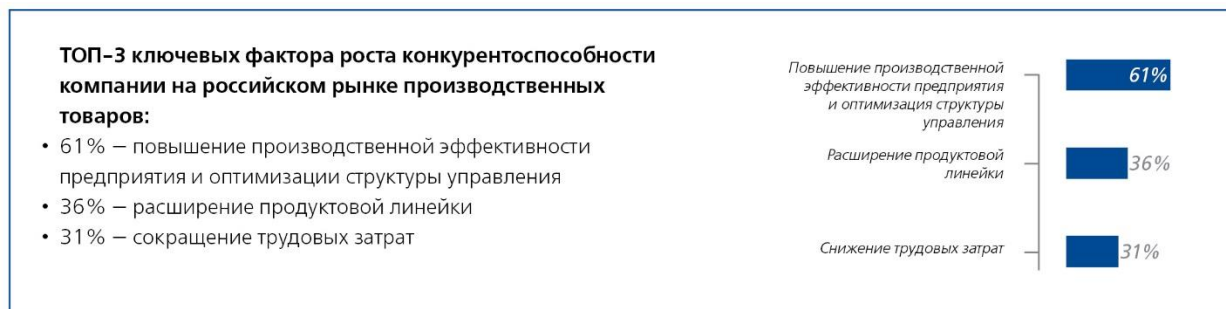 ТОП–3 ключевых фактора роста конкурентоспособности
компании на российском рынке производственных
товаров:
• 61% – повышение производственной эффективности
предприятия и оптимизации структуры управления
• 36% – расширение продуктовой линейки
• 31% – сокращение трудовых затрат
Повышение производственной
эффективности предприятия
и оптимизация структуры
управления
61%
Расширение продуктовой
линейки
36%
Снижение трудовых затрат
31%